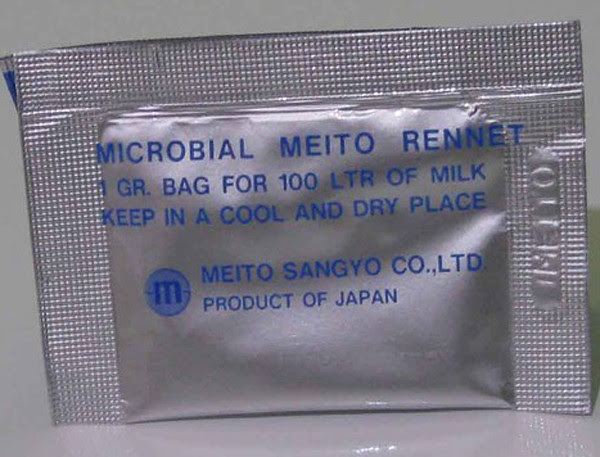 MICROBIAL MEITO RENNET
1 GR. BAG FOR 100 LTR OF MILK
KEEP IN A COOL AND DRY PLACE
m MEITO SANGYO CO.,LTD.
PRODUCT OF JAPAN
MEITO